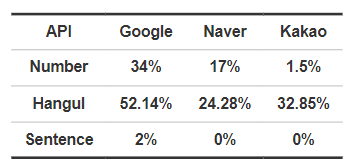 API Google Naver Kakao
Number 34% 17% 1.5%
Hangul 52.14% 24.28% 32.85%
Sentence 2% 0% 0%